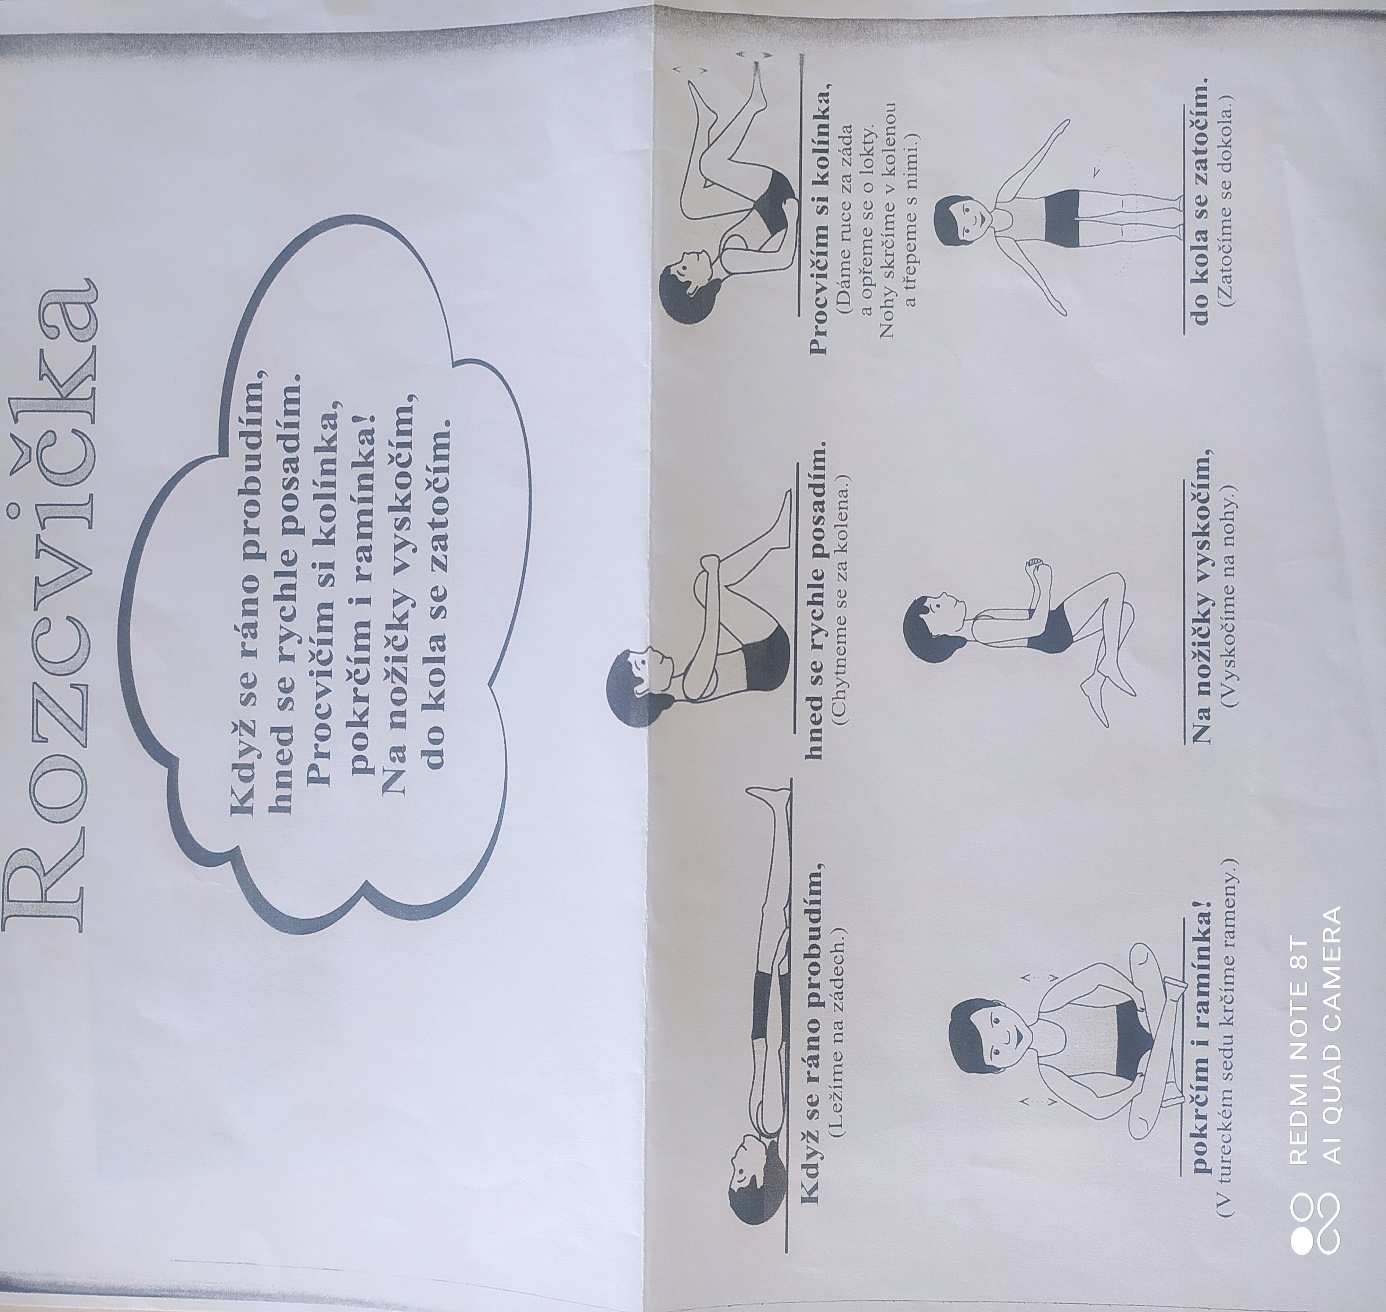 Rozcvička
Když se ráno probudím,
hned se rychle posadím.
Procvičím si kolínka,
pokrčím i ramínka!
Na nožičky vyskočím,
do kola se zatočím.
Když se ráno probudím,
(Ležíme na zádech.)
hned se rychle posadím.
(Chytneme se za kolena.)
Procvičím si kolínka,
(Dáme ruce za záda
a opřeme se o lokty.
Nohy skrčíme v kolenou
a třepeme s nimi.)
pokrčím i ramínka!
(V tureckém sedu krčíme rameny.)
Na nožičky vyskočím,
(Vyskočíme na nohy.)
do kola se zatočím.
(Zatočíme se dokola.)
REDMI NOTE 8T
AI QUAD CAMERA